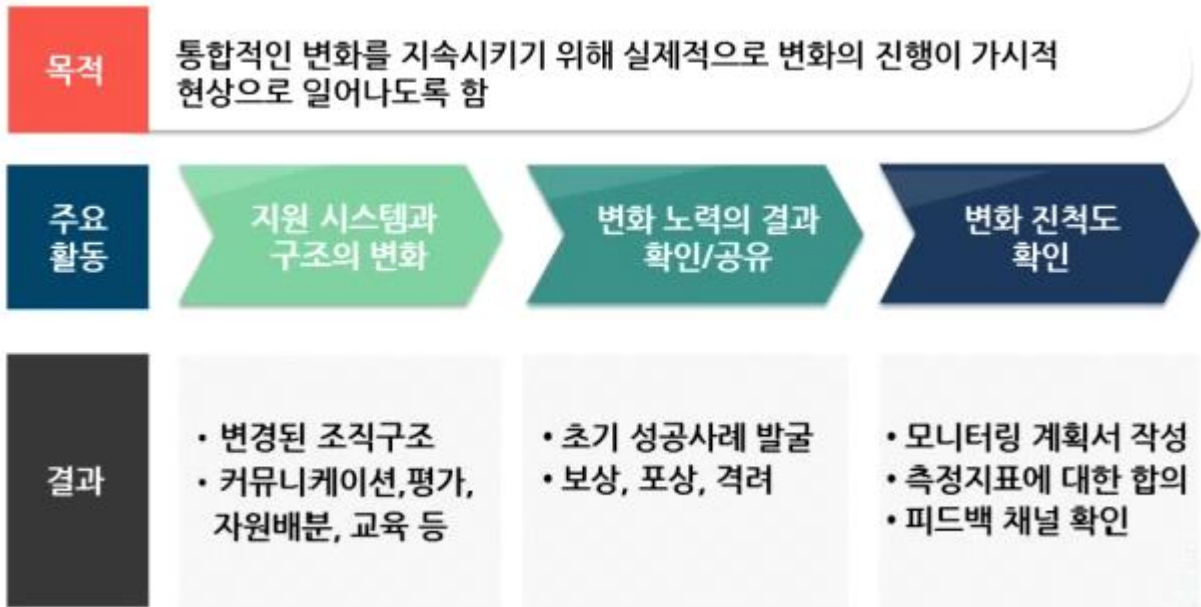 목적
통합적인 변화를 지속시키기 위해 실제적으로 변화의 진행이 가시적
현상으로 일어나도록 함
주요
활동
지원 시스템과
구조의 변화
변화 노력의 결과
확인/공유
변화 진척도
확인
결과
• 변경된 조직구조
• 커뮤니케이션,평가,
자원배분, 교육 등
• 초기 성공사례 발굴
• 보상, 포상, 격려
• 모니터링 계획서 작성
• 측정지표에 대한 합의
• 피드백 채널 확인